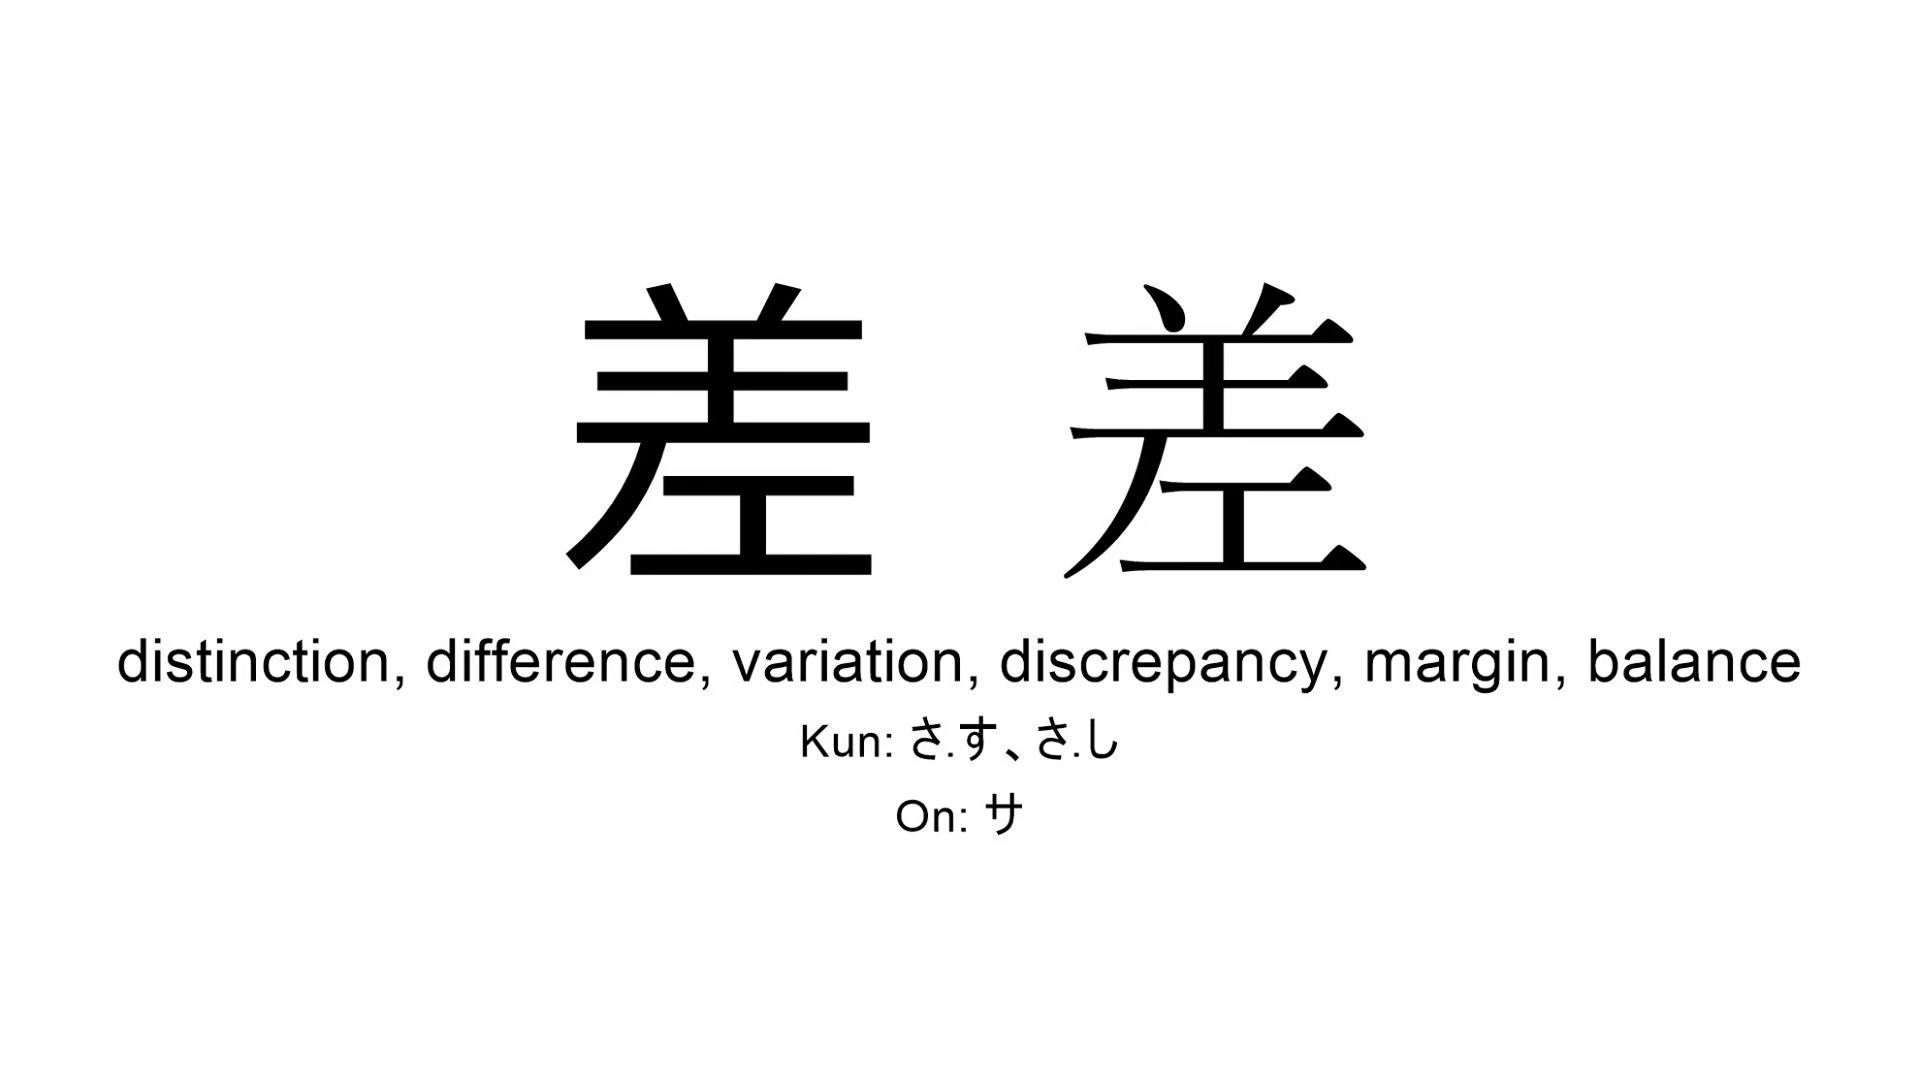 差 差
distinction, difference, variation, discrepancy, margin, balance
Kun: さ.す、さ.し
On: サ